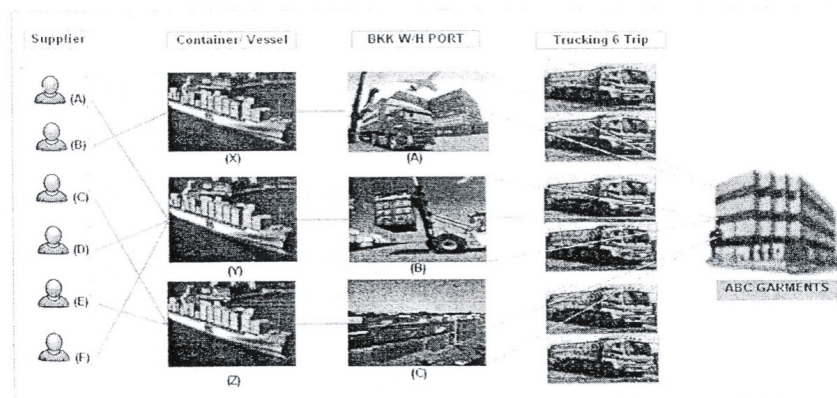 Supplier
Container/ Vessel
BKK W/H PORT
Trucking 6 Trip
(A)
(B)
(C)
(D)
(E)
(F)
(X)
(Y)
(Z)
(A)
(B)
(C)
ABC GARMENTS